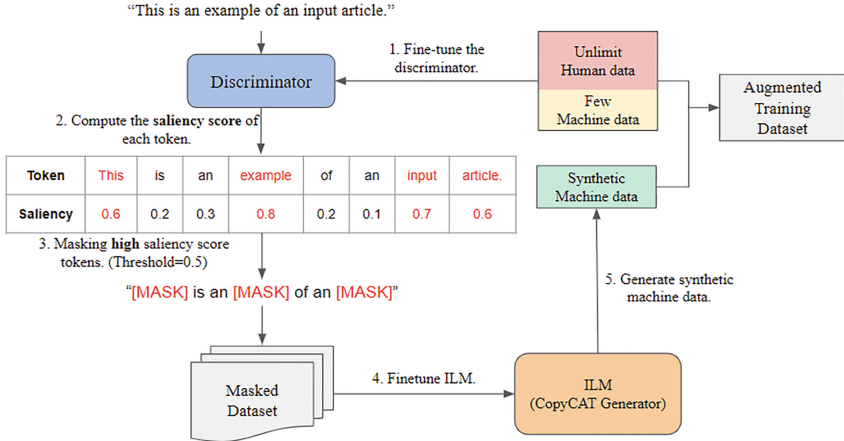 “This is an example of an input article.”
1. Fine-tune the
discriminator.
Discriminator
Unlimit
Human data
Few
Machine data
Augmented
Training
Dataset
2. Compute the saliency score of
each token.
Token This is an example of an input article.
Saliency 0.6 0.2 0.3 0.8 0.2 0.1 0.7 0.6
Synthetic
Machine data
3. Masking high saliency score
tokens. (Threshold=0.5)
“[MASK] is an [MASK] of an [MASK]”
5. Generate synthetic
machine data.
Masked
Dataset
4. Finetune ILM.
ILM
(CopyCAT Generator)